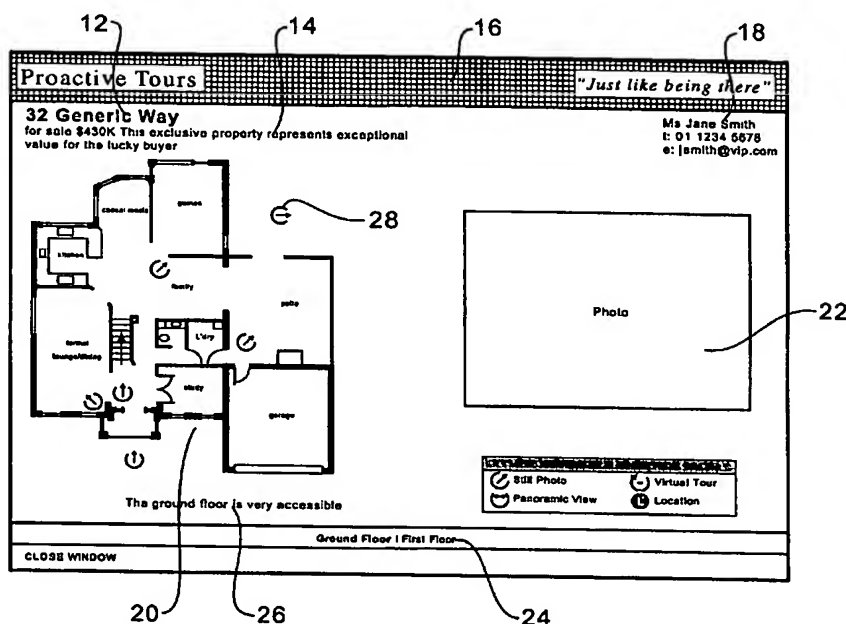 12
14
16
18
Proactive Tours
"Just like being there"
32 Generic Way
for sale $430K This exclusive property represents exceptional
value for the lucky buyer
Ms Jane Smith
t: 01 1234 5678
e: jsmith@vip.com
casual meals
games
28
kitchen
family
patio
Photo
22
formal
lounge/dining
L'dry
study
garage
Still Photo
Virtual Tour
Panoramic View
Location
The ground floor is very accessible
Ground Floor | First Floor
CLOSE WINDOW
20
26
24